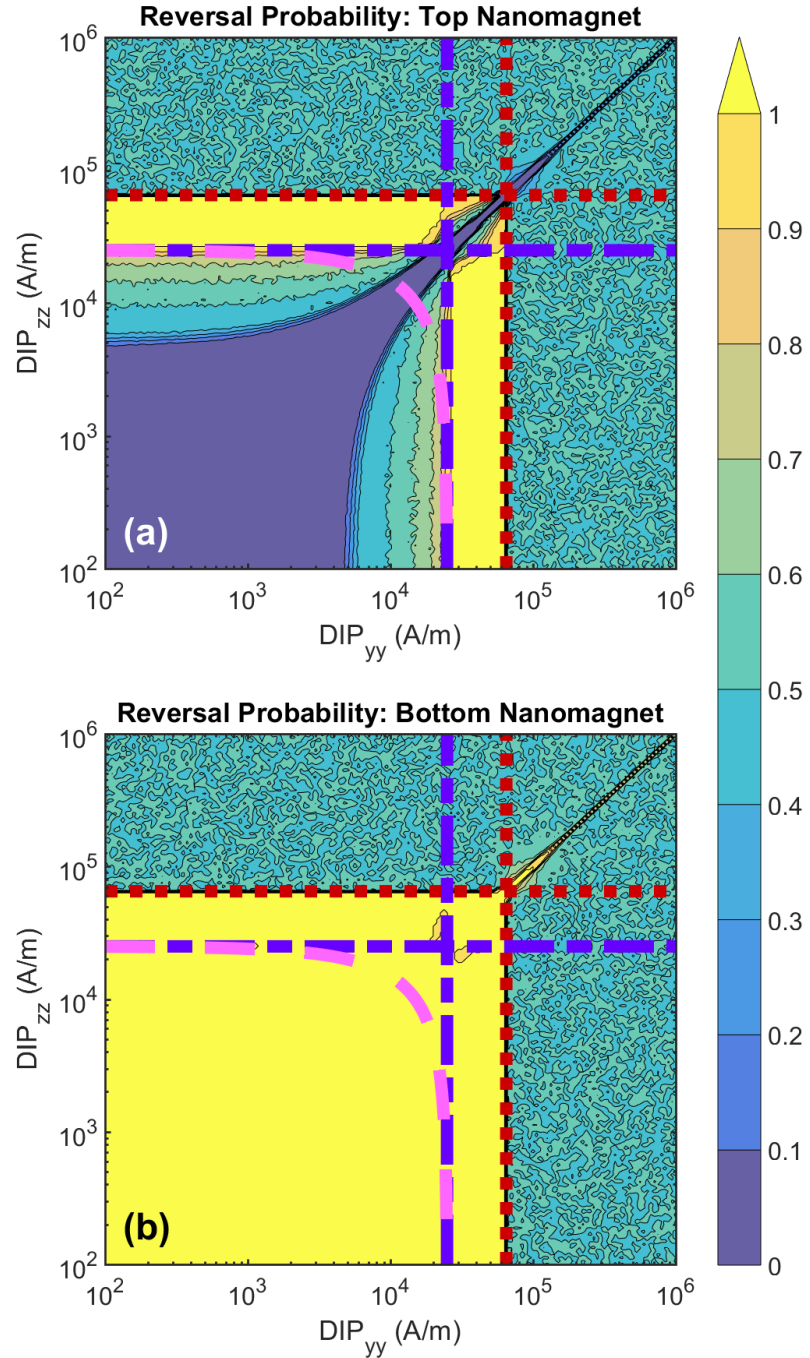 Reversal Probability: Top Nanomagnet
10^6
10^5
10^4
10^3
10^2
DIP_zz (A/m)
(a)
10^2 10^3 10^4 10^5 10^6
DIP_yy (A/m)
Reversal Probability: Bottom Nanomagnet
10^6
10^5
10^4
10^3
10^2
DIP_zz (A/m)
(b)
10^2 10^3 10^4 10^5 10^6
DIP_yy (A/m)
1
0.9
0.8
0.7
0.6
0.5
0.4
0.3
0.2
0.1
0